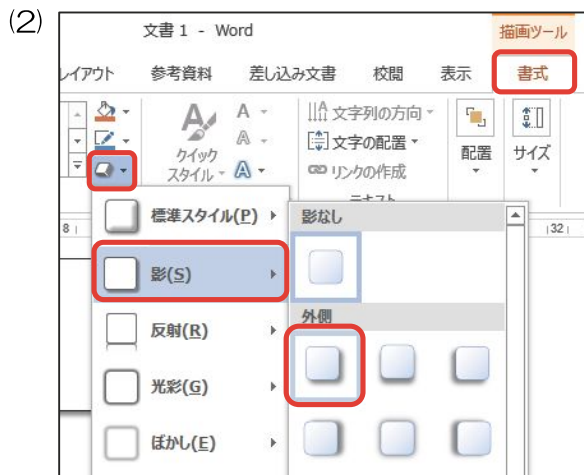 (2)
文書 1 - Word
描画ツール
レイアウト 参考資料 差し込み文書 校閲 表示 書式
A
文字列の方向
文字の配置
リンクの作成
クイック
スタイル
配置 サイズ
テキスト
8 32
標準スタイル(P)
影なし
影(S)
外側
反射(R)
光彩(G)
ぼかし(E)